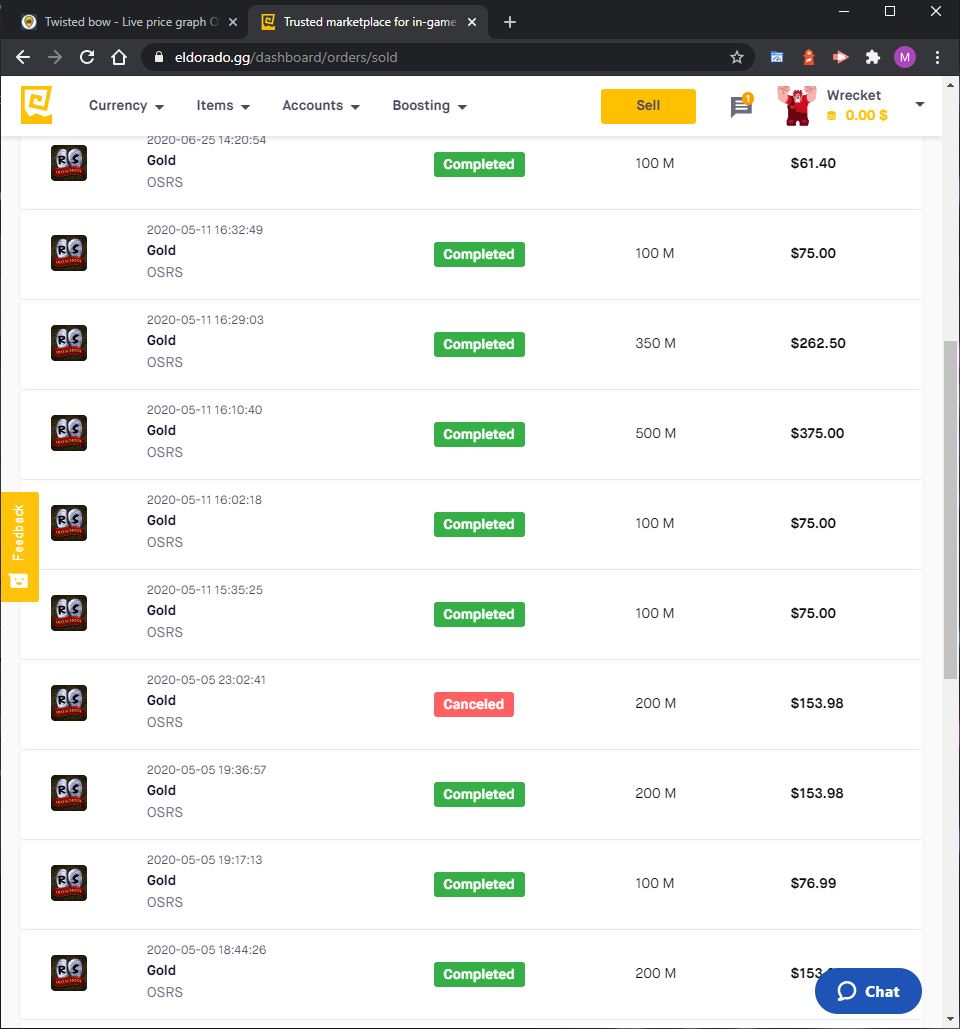 Twisted bow - Live price graph O
Trusted marketplace for in-game
eldorado.gg/dashboard/orders/sold
M
Currency
Items
Accounts
Boosting
Sell
1
Wrecket
0.00 $
2020-06-25 14:20:54
Gold
OSRS
Completed
100 M
$61.40
2020-05-11 16:32:49
Gold
OSRS
Completed
100 M
$75.00
2020-05-11 16:29:03
Gold
OSRS
Completed
350 M
$262.50
2020-05-11 16:10:40
Gold
OSRS
Completed
500 M
$375.00
2020-05-11 16:02:18
Gold
OSRS
Completed
100 M
$75.00
Feedback
2020-05-11 15:35:25
Gold
OSRS
Completed
100 M
$75.00
2020-05-05 23:02:41
Gold
OSRS
Canceled
200 M
$153.98
2020-05-05 19:36:57
Gold
OSRS
Completed
200 M
$153.98
2020-05-05 19:17:13
Gold
OSRS
Completed
100 M
$76.99
2020-05-05 18:44:26
Gold
OSRS
Completed
200 M
$153
Chat